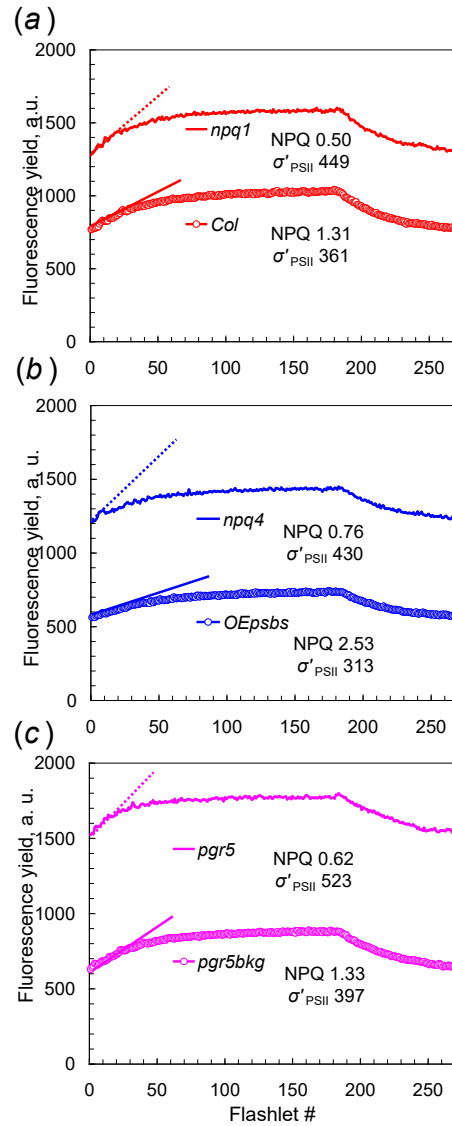 (a)
2000
1500
1000
500
0
Fluorescence yield, a.u.
npq1
NPQ 0.50
σ′PSII 449
Col
NPQ 1.31
σ′PSII 361
0 50 100 150 200 250
(b)
2000
1500
1000
500
0
Fluorescence yield, a. u.
npq4
NPQ 0.76
σ′PSII 430
OEpsbs
NPQ 2.53
σ′PSII 313
0 50 100 150 200 250
(c)
2000
1500
1000
500
0
Fluorescence yield, a. u.
pgr5
NPQ 0.62
σ′PSII 523
pgr5bkg
NPQ 1.33
σ′PSII 397
0 50 100 150 200 250
Flashlet #